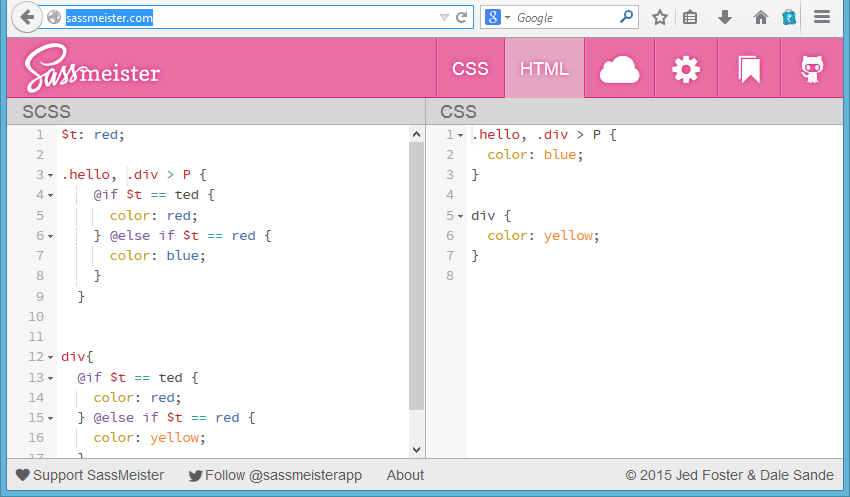 sassmeister.com
Google
Sassmeister
CSS
HTML
SCSS
1 $t: red;
2
3 .hello, .div > P {
4 @if $t == ted {
5 color: red;
6 } @else if $t == red {
7 color: blue;
8 }
9 }
10
11
12 div{
13 @if $t == ted {
14 color: red;
15 } @else if $t == red {
16 color: yellow;
17 }
CSS
1 .hello, .div > P {
2 color: blue;
3 }
4
5 div {
6 color: yellow;
7 }
8
Support SassMeister
Follow @sassmeisterapp
About
© 2015 Jed Foster & Dale Sande